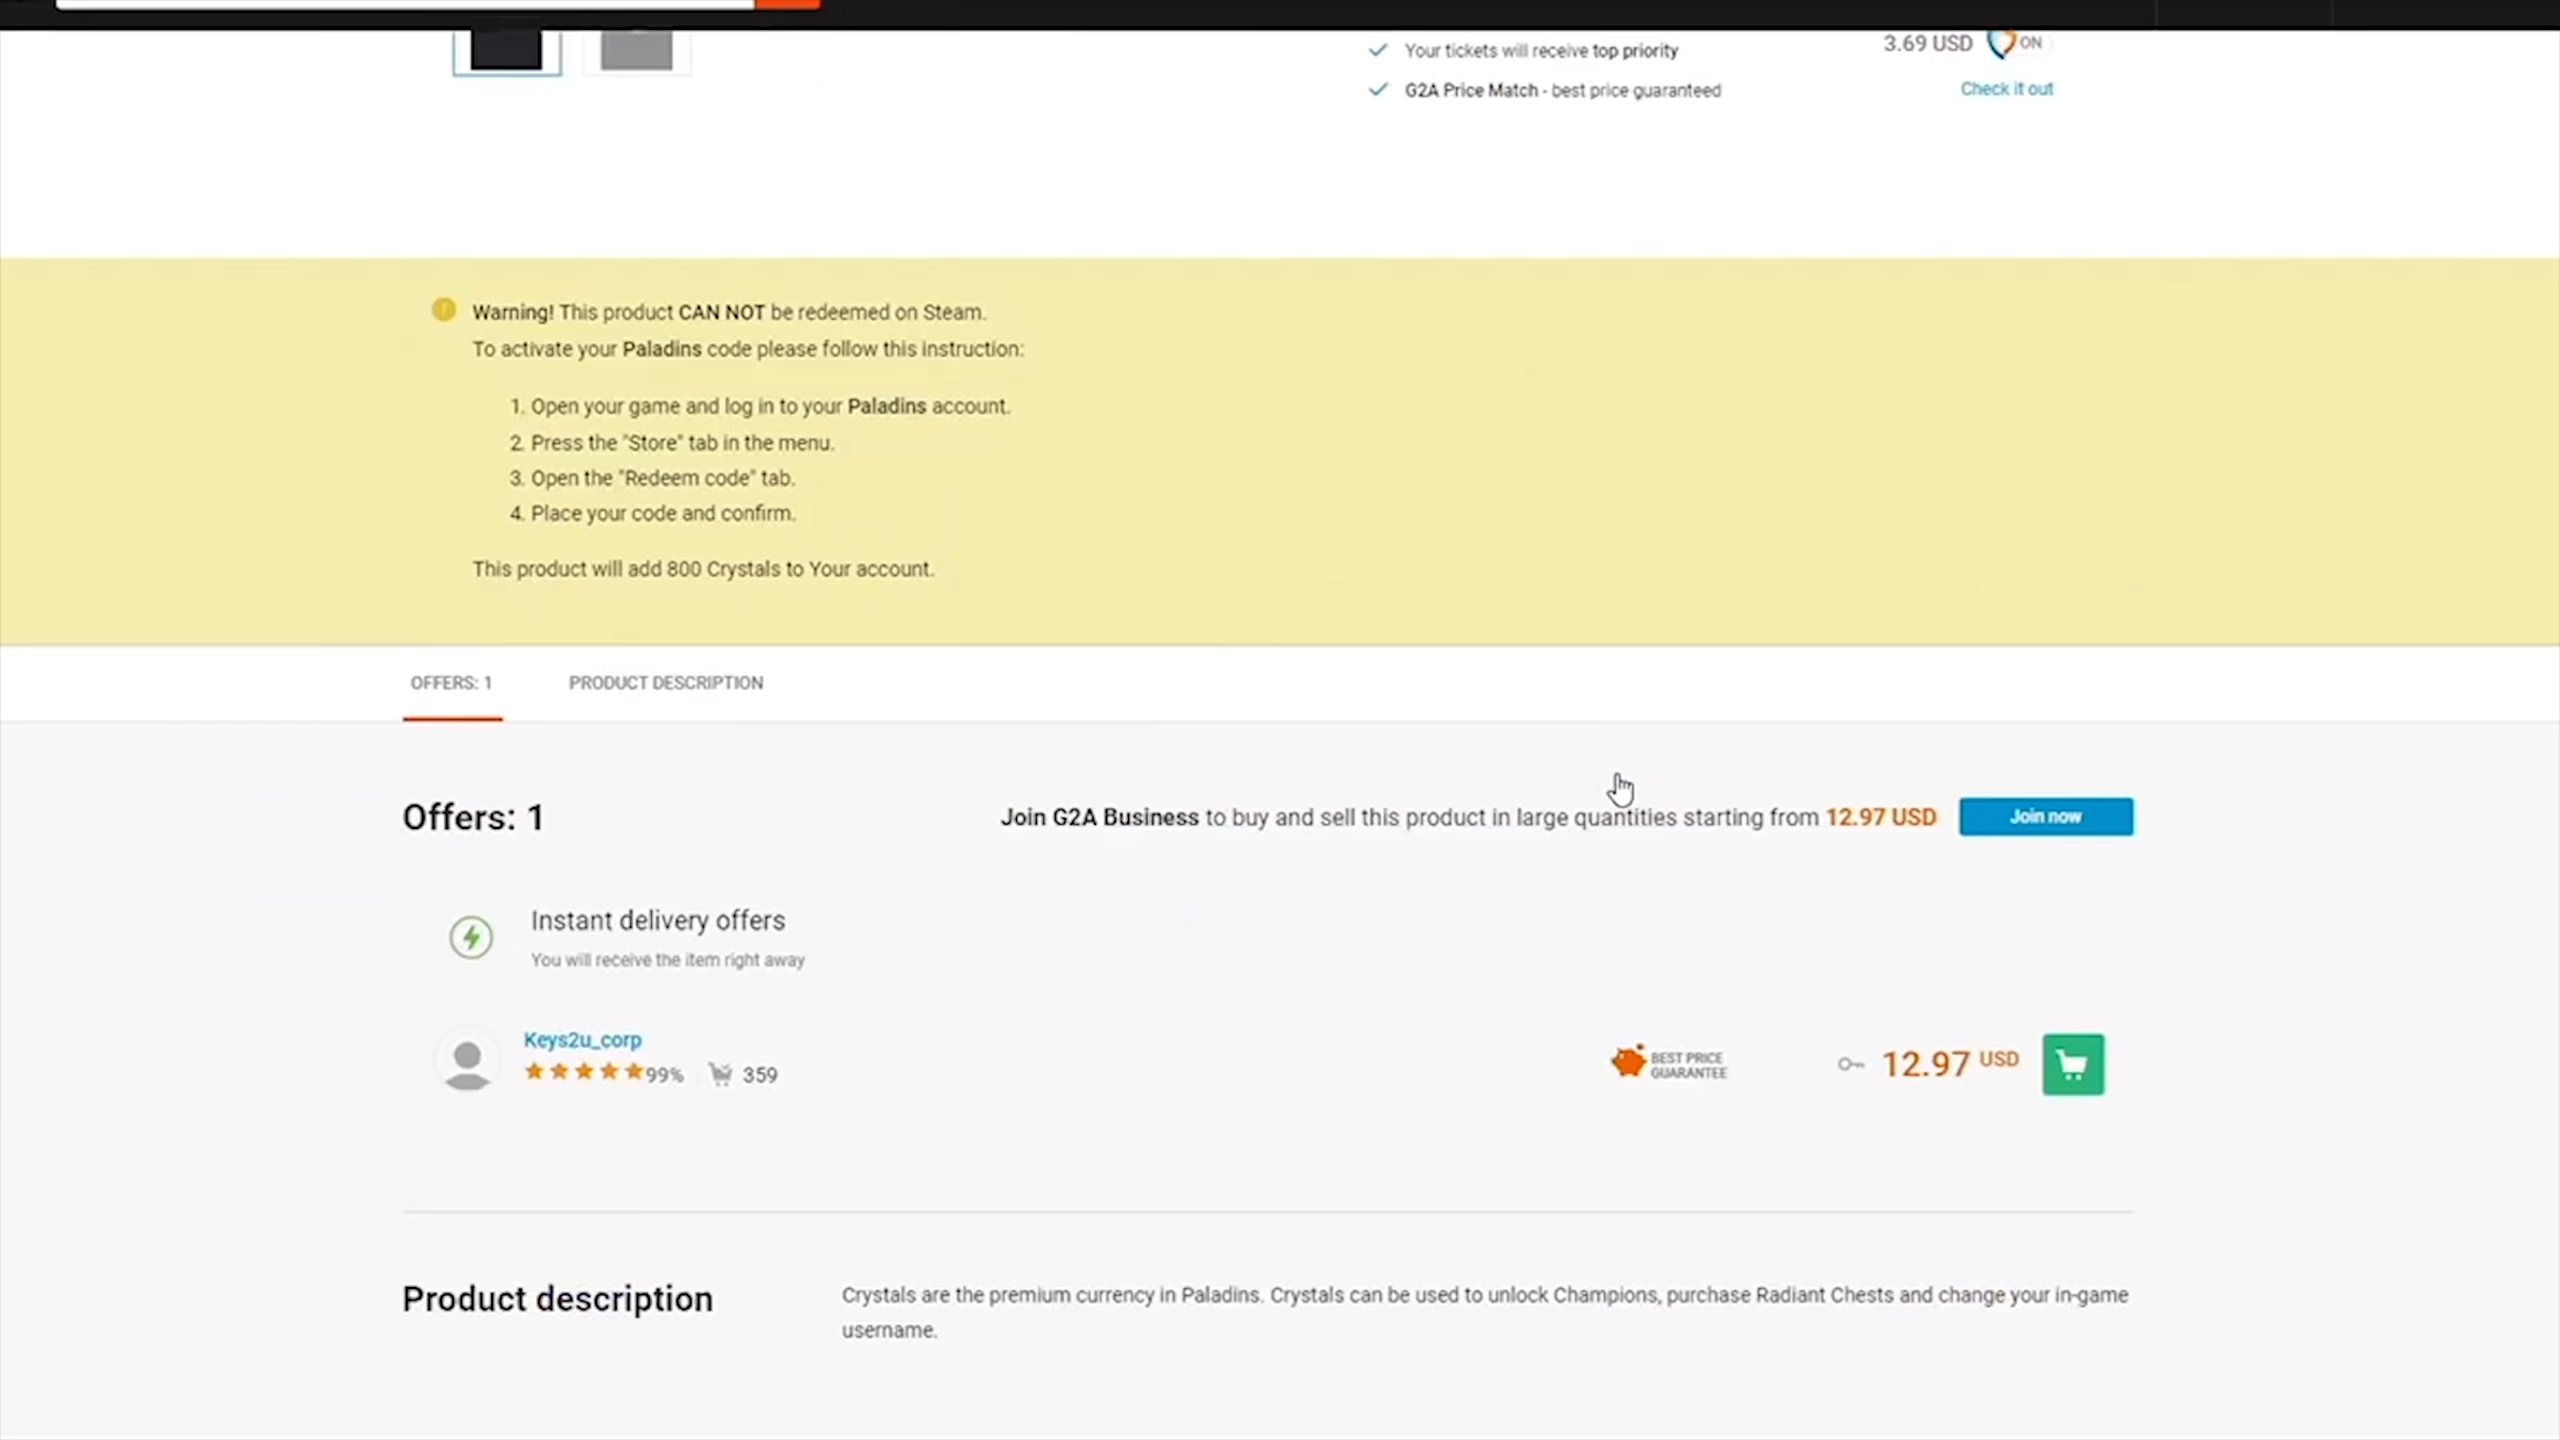 Your tickets will receive top priority
3.69 USD ON
G2A Price Match - best price guaranteed
Check it out
Warning! This product CAN NOT be redeemed on Steam.
To activate your Paladins code please follow this instruction:
1. Open your game and log in to your Paladins account.
2. Press the "Store" tab in the menu.
3. Open the "Redeem code" tab.
4. Place your code and confirm.
This product will add 800 Crystals to Your account.
OFFERS: 1 PRODUCT DESCRIPTION
Offers: 1
Join G2A Business to buy and sell this product in large quantities starting from 12.97 USD
Join now
Instant delivery offers
You will receive the item right away
Keys2u_corp
99% 359
BEST PRICE
GUARANTEE
12.97 USD
Product description
Crystals are the premium currency in Paladins. Crystals can be used to unlock Champions, purchase Radiant Chests and change your in-game
username.